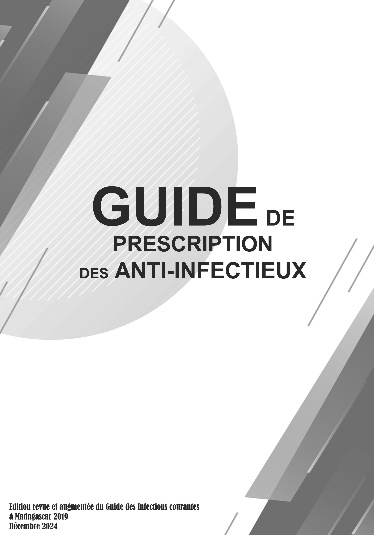 GUIDE DE
PRESCRIPTION
DES ANTI-INFECTIEUX
Edition revue et augmentée du Guide des Infections courantes
à Madagascar 2019
Décembre 2024